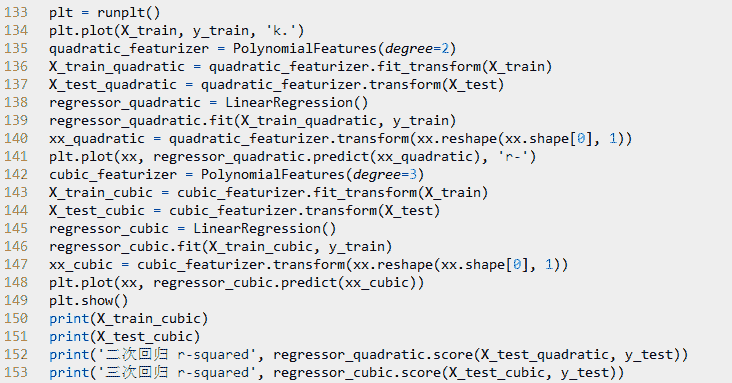 133 plt = runplt()
134 plt.plot(X_train, y_train, 'k.')
135 quadratic_featurizer = PolynomialFeatures(degree=2)
136 X_train_quadratic = quadratic_featurizer.fit_transform(X_train)
137 X_test_quadratic = quadratic_featurizer.transform(X_test)
138 regressor_quadratic = LinearRegression()
139 regressor_quadratic.fit(X_train_quadratic, y_train)
140 xx_quadratic = quadratic_featurizer.transform(xx.reshape(xx.shape[0], 1))
141 plt.plot(xx, regressor_quadratic.predict(xx_quadratic), 'r-')
142 cubic_featurizer = PolynomialFeatures(degree=3)
143 X_train_cubic = cubic_featurizer.fit_transform(X_train)
144 X_test_cubic = cubic_featurizer.transform(X_test)
145 regressor_cubic = LinearRegression()
146 regressor_cubic.fit(X_train_cubic, y_train)
147 xx_cubic = cubic_featurizer.transform(xx.reshape(xx.shape[0], 1))
148 plt.plot(xx, regressor_cubic.predict(xx_cubic))
149 plt.show()
150 print(X_train_cubic)
151 print(X_test_cubic)
152 print('二次回归 r-squared', regressor_quadratic.score(X_test_quadratic, y_test))
153 print('三次回归 r-squared', regressor_cubic.score(X_test_cubic, y_test))